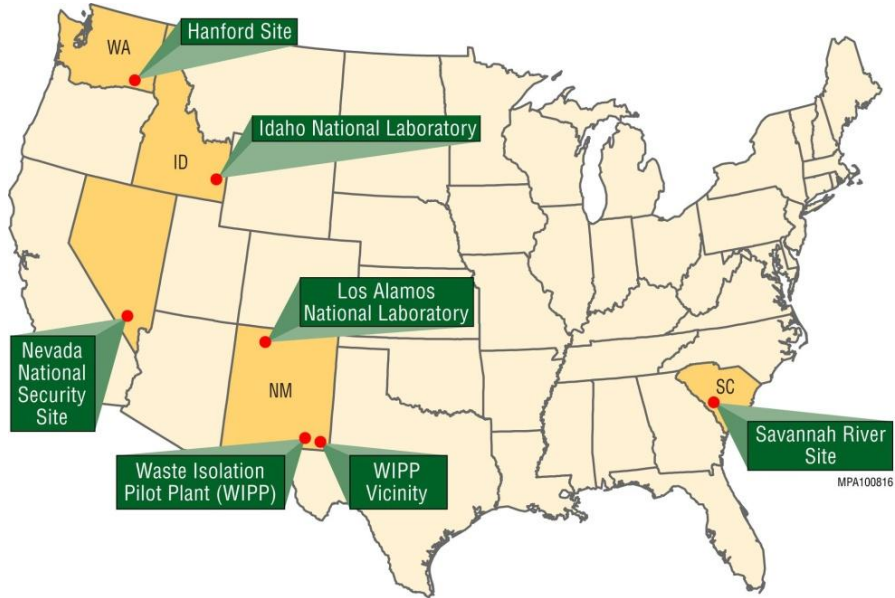 WA
Hanford Site
Idaho National Laboratory
ID
Los Alamos
National Laboratory
Nevada
National
Security
Site
NM
SC
Waste Isolation
Pilot Plant (WIPP)
WIPP
Vicinity
Savannah River
Site
MPA100816